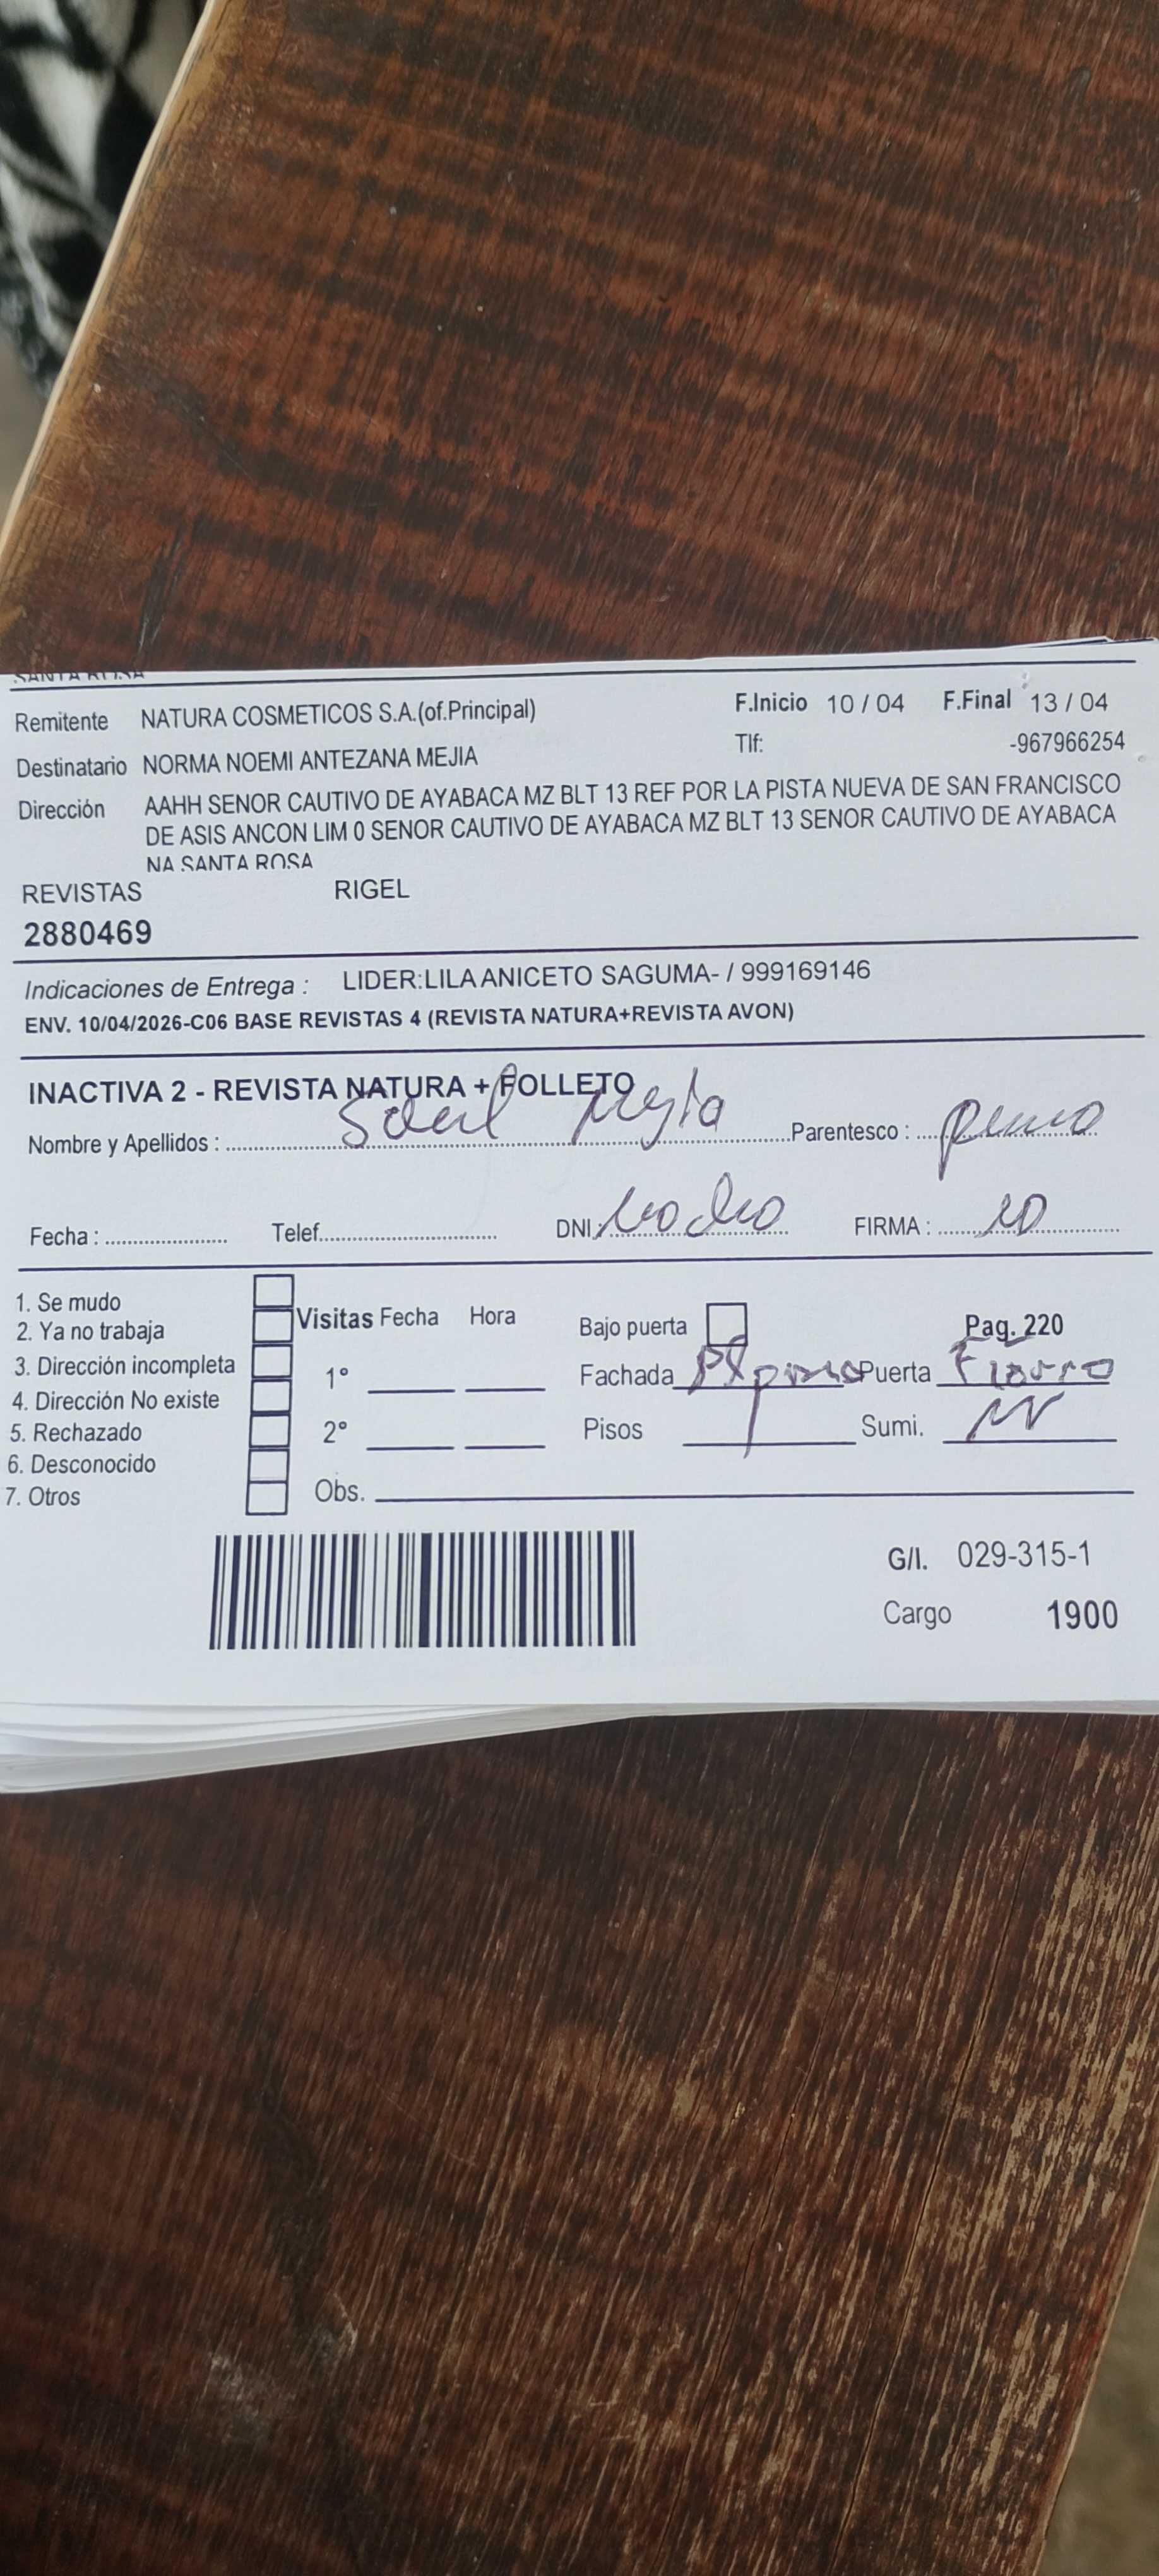 SANTA ROSA
Remitente NATURA COSMETICOS S.A.(of.Principal) F.Inicio 10 / 04 F.Final 13 / 04
Tlf: -967966254
Destinatario NORMA NOEMI ANTEZANA MEJIA
Dirección AAHH SENOR CAUTIVO DE AYABACA MZ BLT 13 REF POR LA PISTA NUEVA DE SAN FRANCISCO
DE ASIS ANCON LIM 0 SENOR CAUTIVO DE AYABACA MZ BLT 13 SENOR CAUTIVO DE AYABACA
NA SANTA ROSA
REVISTAS RIGEL
2880469
Indicaciones de Entrega : LIDER:LILA ANICETO SAGUMA- / 999169146
ENV. 10/04/2026-C06 BASE REVISTAS 4 (REVISTA NATURA+REVISTA AVON)
INACTIVA 2 - REVISTA NATURA + FOLLETO
Nombre y Apellidos : Mejia Parentesco :
Fecha : Telef. DNI: FIRMA :
1. Se mudo
2. Ya no trabaja
3. Dirección incompleta
4. Dirección No existe
5. Rechazado
6. Desconocido
7. Otros
Visitas Fecha Hora
1°
2°
Obs.
Bajo puerta Pag. 220
Fachada Puerta Fierro
Pisos Sumi.
G/I. 029-315-1
Cargo 1900